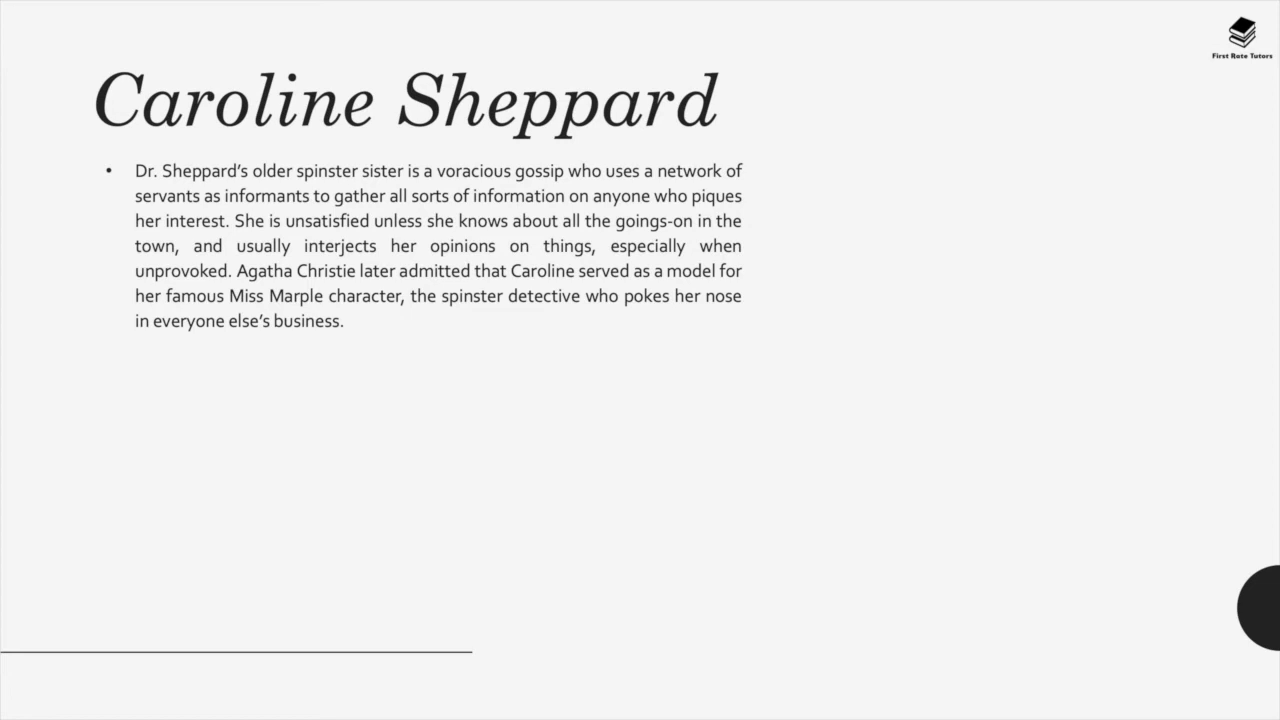 First Rate Tutors
Caroline Sheppard
• Dr. Sheppard’s older spinster sister is a voracious gossip who uses a network of
servants as informants to gather all sorts of information on anyone who piques
her interest. She is unsatisfied unless she knows about all the goings-on in the
town, and usually interjects her opinions on things, especially when
unprovoked. Agatha Christie later admitted that Caroline served as a model for
her famous Miss Marple character, the spinster detective who pokes her nose
in everyone else’s business.